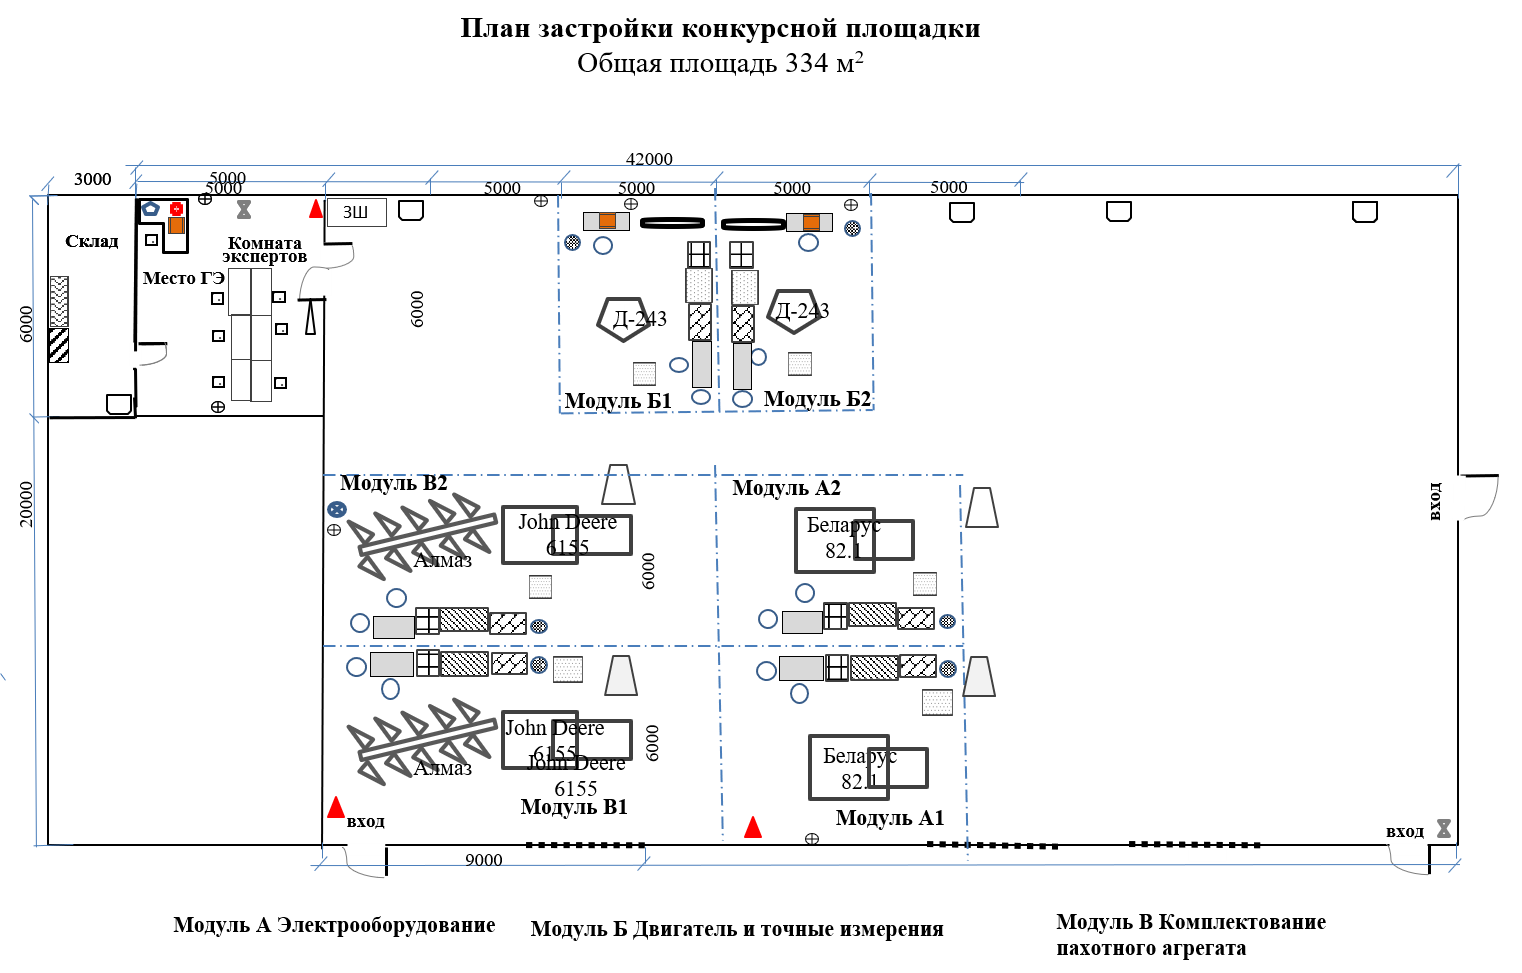 План застройки конкурсной площадки
Общая площадь 334 м²
42000
3000
5000
5000
5000
5000
5000
5000
ЗШ
Склад
Комната
экспертов
Место ГЭ
6000
6000
Д-243
Д-243
Модуль Б1
Модуль Б2
20000
Модуль В2
Модуль А2
вход
John Deere
6155
Беларус
82.1
Алмаз
6000
John Deere
6155
John Deere
6155
Алмаз
6000
Беларус
82.1
Модуль В1
Модуль А1
вход
вход
9000
Модуль А Электрооборудование
Модуль Б Двигатель и точные измерения
Модуль В Комплектование
пахотного агрегата